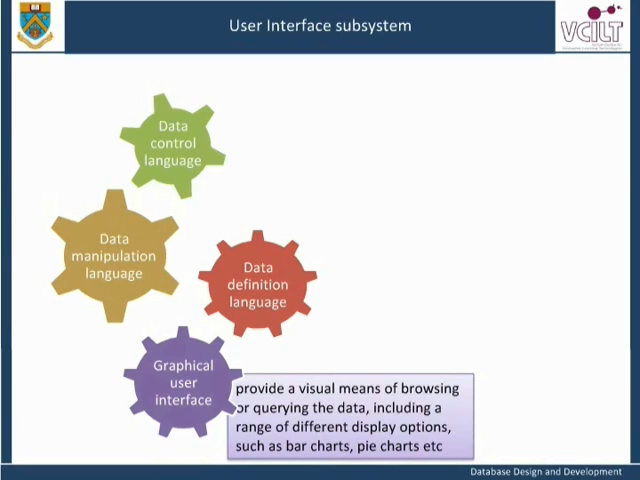 User Interface subsystem
VCILT
Data
control
language
Data
manipulation
language
Data
definition
language
Graphical
user
interface
provide a visual means of browsing
or querying the data, including a
range of different display options,
such as bar charts, pie charts etc
Database Design and Development